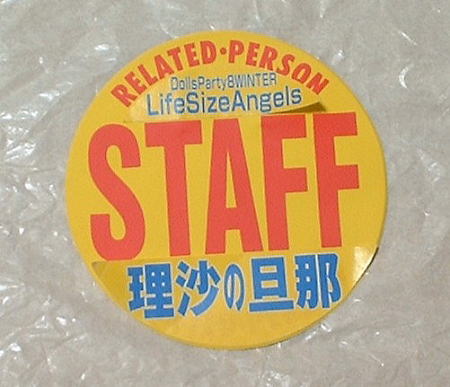 RELATED・PERSON
DollsParty8WINTER
LifeSizeAngels
STAFF
理沙の旦那